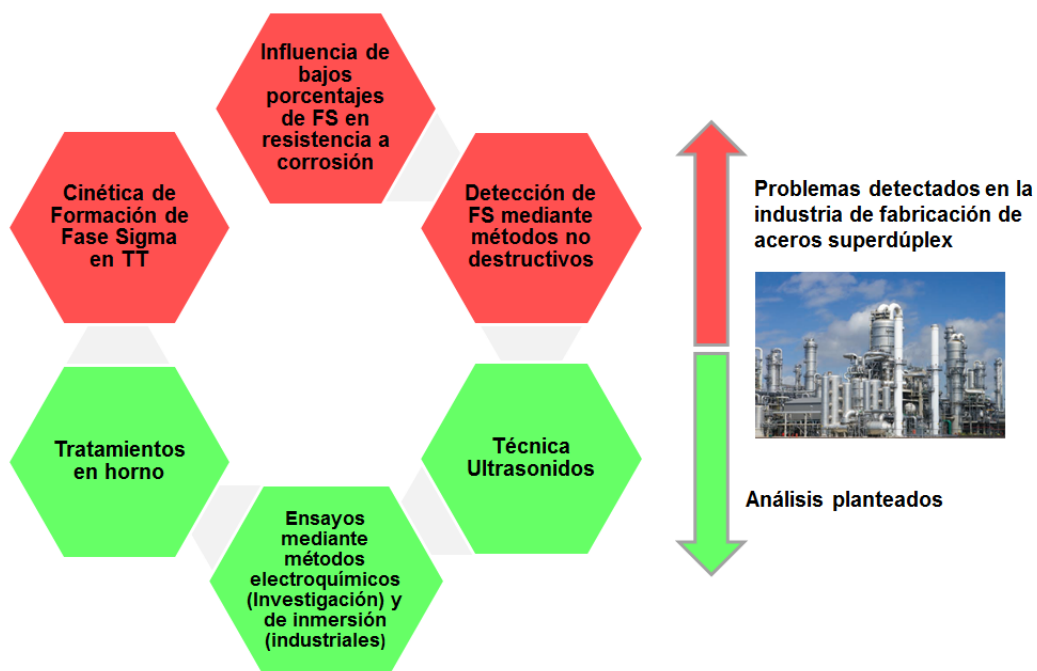 Influencia de
bajos
porcentajes
de FS en
resistencia a
corrosión
Cinética de
Formación de
Fase Sigma
en TT
Detección de
FS mediante
métodos no
destructivos
Problemas detectados en la
industria de fabricación de
aceros superdúplex
Tratamientos
en horno
Técnica
Ultrasonidos
Ensayos
mediante
métodos
electroquímicos
(Investigación) y
de inmersión
(industriales)
Análisis planteados